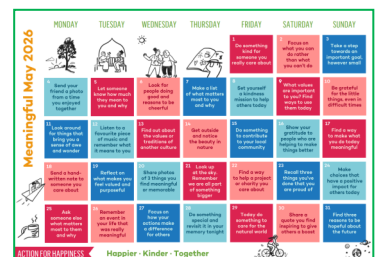 Meaningful May 2026
MONDAY
TUESDAY
WEDNESDAY
THURSDAY
FRIDAY
SATURDAY
SUNDAY
1
Do something
kind for
someone you
really care about
2
Focus on
what you
can do
rather than
what you
can't do
3
Take a step
towards an
important
goal,
however small
4
Send your
friend a photo
from a time
you enjoyed
together
5
Let someone
know how much
they mean to
you and why
6
Look for
people doing
good and
reasons to be
cheerful
7
Make a list
of what
matters most
to you and why
8
Set yourself a
kindness
mission to help
others today
9
What values
are important
to you? Find
ways to use
them today
10
Be grateful
for the little
things, even in
difficult times
11
Look around
for things that
bring you a
sense of awe
and wonder
12
Listen to a
favourite piece
of music and
remember what
it means to you
13
Find out about
the values or
traditions of
another culture
14
Get outside
and notice
the beauty in
nature
15
Do something
to contribute
to your local
community
16
Show your
gratitude to
people who are
helping to make
things better
17
Find a way
to make what
you do today
meaningful
18
Send a hand-
written note to
someone you
care about
19
Reflect on
what makes you
feel valued and
purposeful
20
Share photos
of 3 things you
find meaningful
or memorable
21
Look up at
the sky.
Remember we
are all part of
something
bigger
22
Find a way
to help a
project or
charity you
care about
23
Recall three
things you've
done that you
are proud of
24
Make
choices that
have a positive
impact for
others today
25
Ask
someone else
what matters
most to them
and why
26
Remember
an event in
your life that
was really
meaningful
27
Focus on
how your
actions make
a difference
for others
28
Do something
special and
revisit it in your
memory tonight
29
Today do
something to
care for the
natural world
30
Share a
quote you find
inspiring to give
others a boost
31
Find three
reasons to be
hopeful about
the future
ACTION FOR HAPPINESS
Happier · Kinder · Together